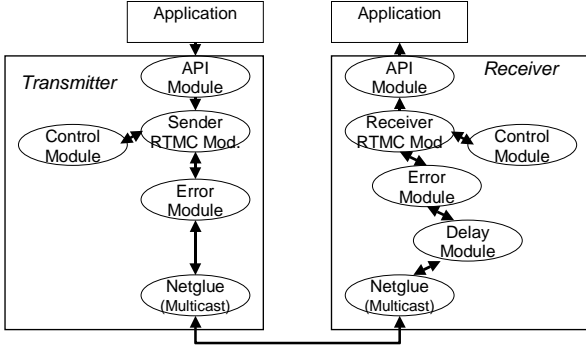 Application
Application
Transmitter
API
Module
Sender
RTMC Mod.
Control
Module
Error
Module
Netglue
(Multicast)
Receiver
API
Module
Receiver
RTMC Mod
Control
Module
Error
Module
Delay
Module
Netglue
(Multicast)